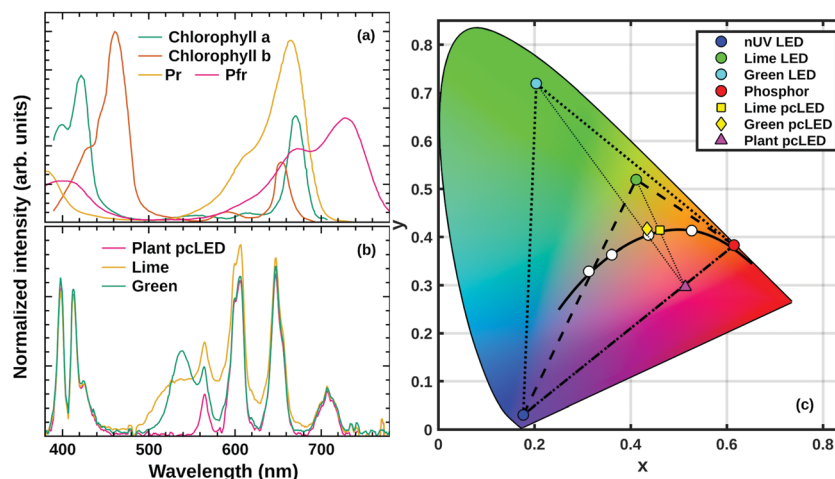 (a)
Chlorophyll a
Chlorophyll b
Pr Pfr
(b)
Plant pcLED
Lime
Green
Normalized intensity (arb. units)
400 500 600 700
Wavelength (nm)
nUV LED
Lime LED
Green LED
Phosphor
Lime pcLED
Green pcLED
Plant pcLED
0.8
0.7
0.6
0.5
0.4
0.3
0.2
0.1
0
y
(c)
0 0.2 0.4 0.6 0.8
x